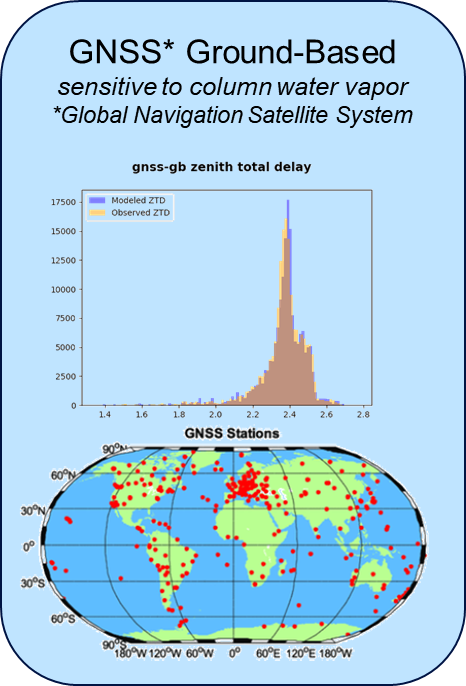 GNSS* Ground-Based
sensitive to column water vapor
*Global Navigation Satellite System
gnss-gb zenith total delay
Modeled ZTD
Observed ZTD
17500
15000
12500
10000
7500
5000
2500
0
1.4 1.6 1.8 2.0 2.2 2.4 2.6 2.8
GNSS Stations
90°N
60°N
30°N
0°
30°S
60°S
90°S
180°W 120°W 60°W 0° 60°E 120°E 180°W